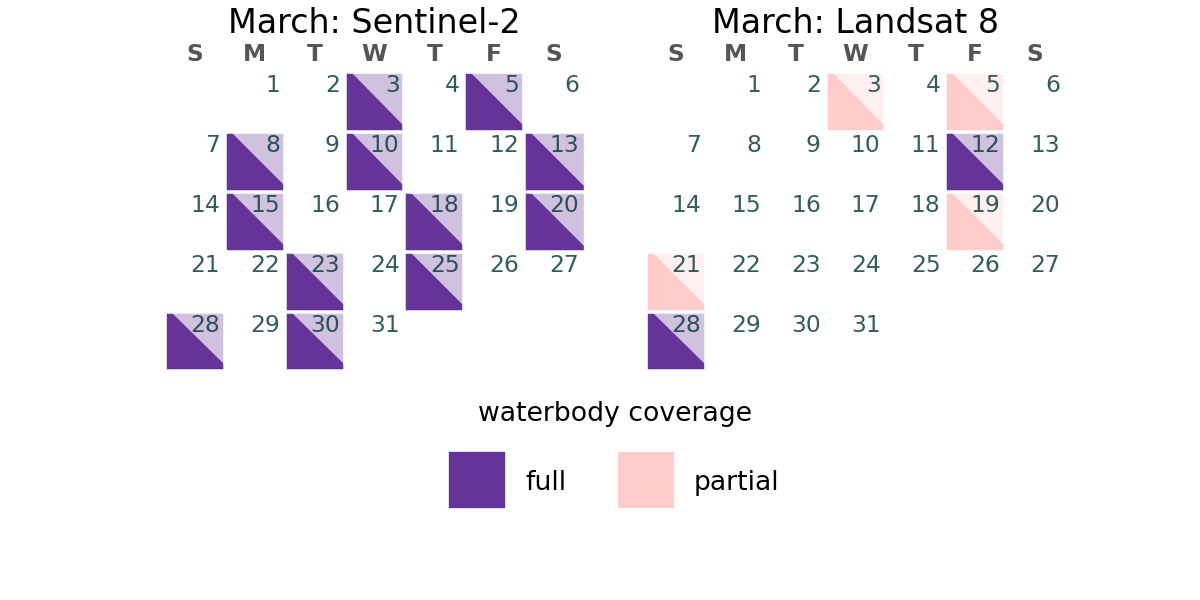 March: Sentinel-2
S M T W T F S
1 2 3 4 5 6
7 8 9 10 11 12 13
14 15 16 17 18 19 20
21 22 23 24 25 26 27
28 29 30 31
March: Landsat 8
S M T W T F S
1 2 3 4 5 6
7 8 9 10 11 12 13
14 15 16 17 18 19 20
21 22 23 24 25 26 27
28 29 30 31
waterbody coverage
full
partial